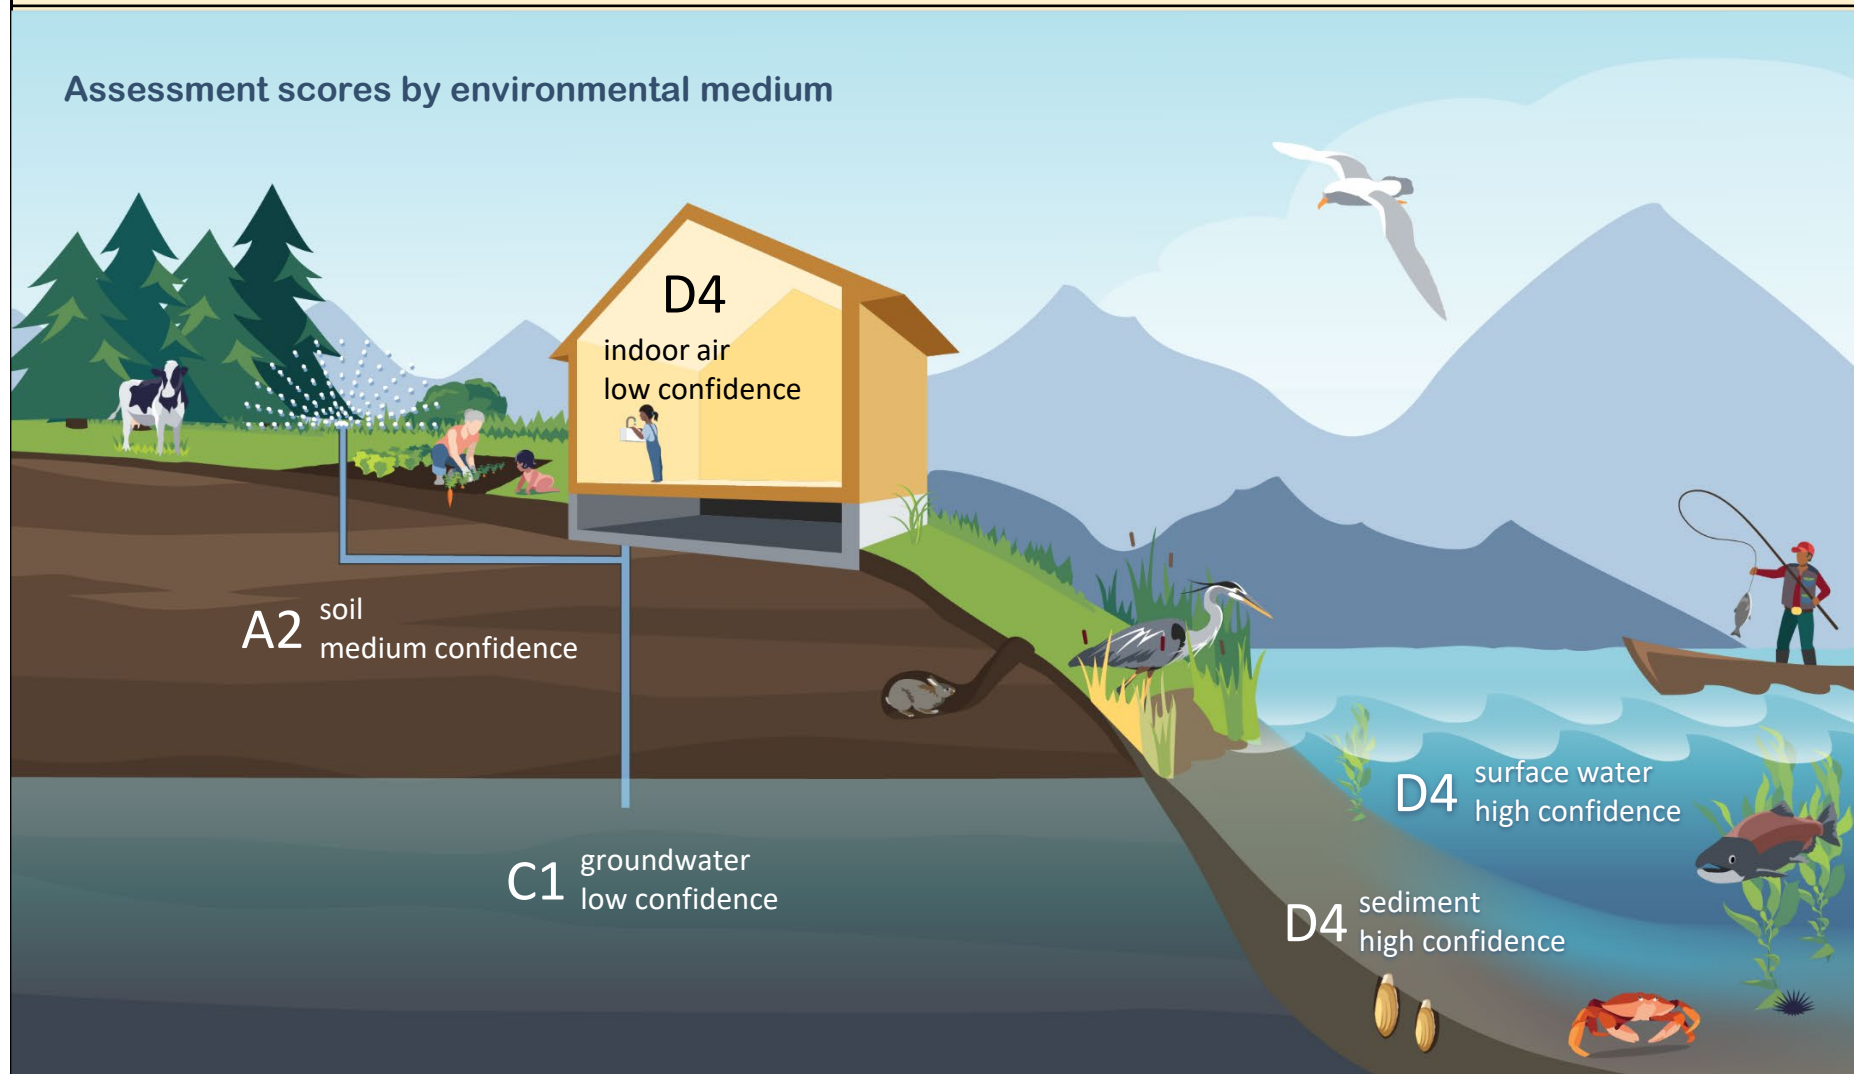 Assessment scores by environmental medium
D4
indoor air
low confidence
A2
soil
medium confidence
C1
groundwater
low confidence
D4
surface water
high confidence
D4
sediment
high confidence